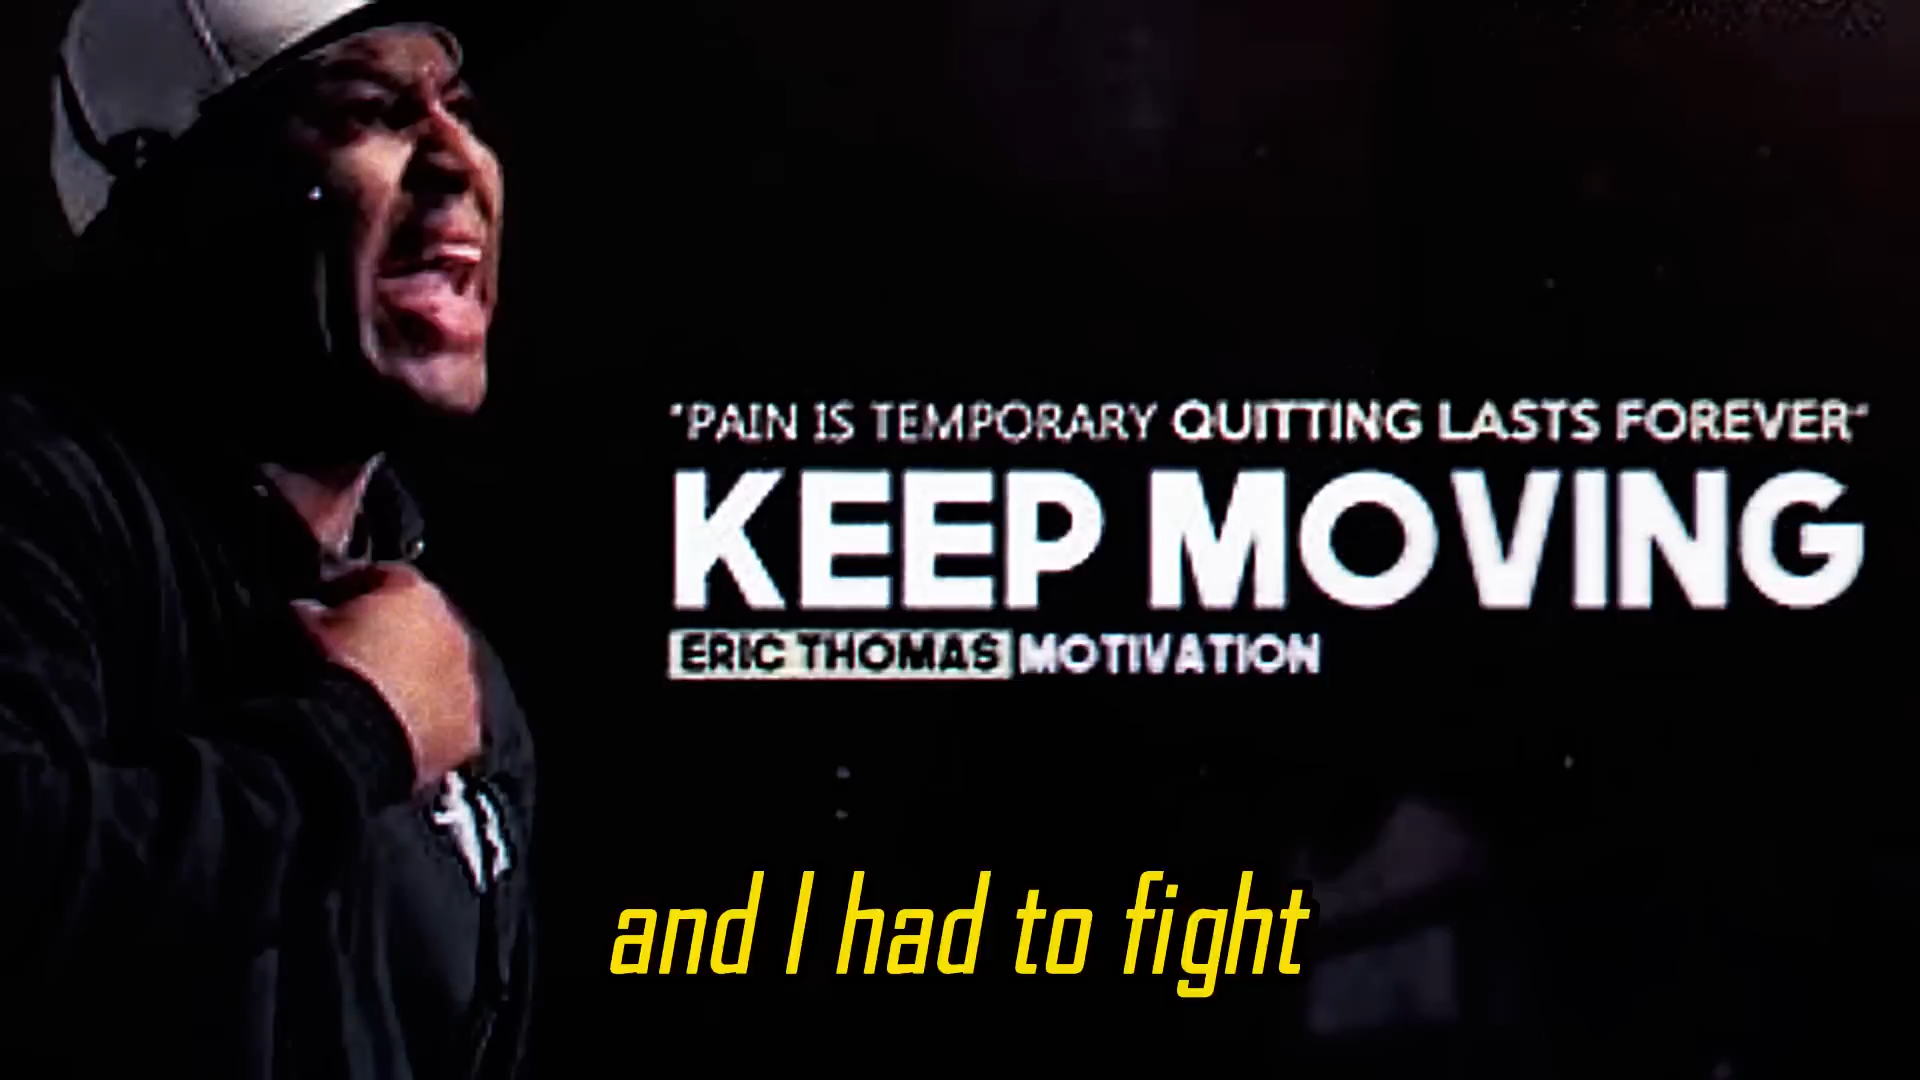 "PAIN IS TEMPORARY QUITTING LASTS FOREVER"
KEEP MOVING
ERIC THOMAS MOTIVATION
and I had to fight